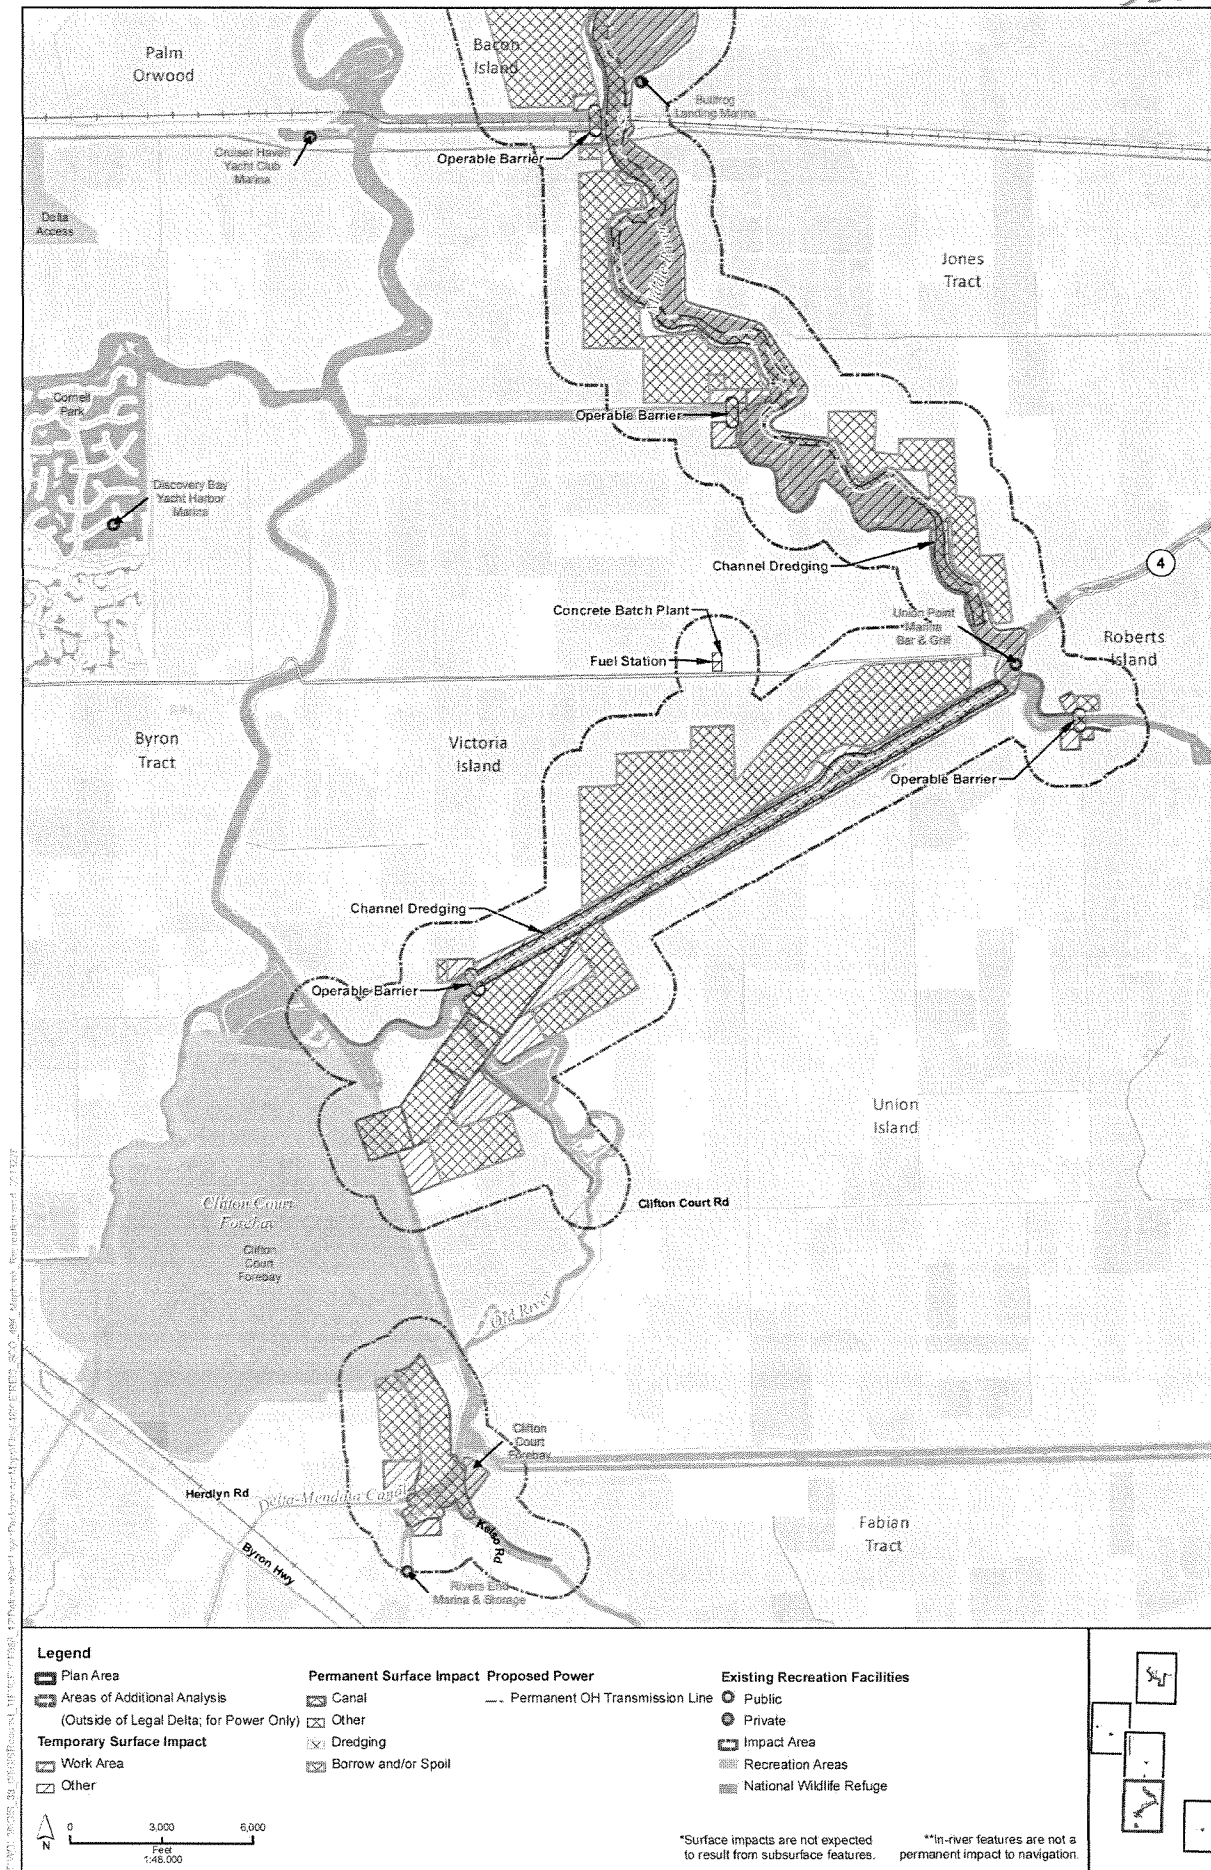 Palm
Orwood
Bacon
Island
Bullfrog
Landing Marina
Cruiser Haven
Yacht Club
Marina
Operable Barrier
Delta
Access
Jones
Tract
Cornell
Park
Operable Barrier
Discovery Bay
Yacht Harbor
Marina
Channel Dredging
4
Concrete Batch Plant
Union Point
Marina
Bar & Grill
Fuel Station
Roberts
Island
Byron
Tract
Victoria
Island
Operable Barrier
Channel Dredging
Operable Barrier
Union
Island
Clifton Court
Forebay
Clifton Court Rd
Clifton
Court
Forebay
Old River
Clifton
Court
Forebay
Herdlyn Rd
Delta-Mendota Canal
Kelso Rd
Byron Hwy
Fabian
Tract
Rivers End
Marina & Storage
Legend
Plan Area
Areas of Additional Analysis
(Outside of Legal Delta; for Power Only)
Temporary Surface Impact
Work Area
Other
Permanent Surface Impact
Canal
Other
Dredging
Borrow and/or Spoil
Proposed Power
Permanent OH Transmission Line
Existing Recreation Facilities
Public
Private
Impact Area
Recreation Areas
National Wildlife Refuge
N
0 3,000 6,000
Feet
1:48,000
*Surface impacts are not expected
to result from subsurface features.
**In-river features are not a
permanent impact to navigation.